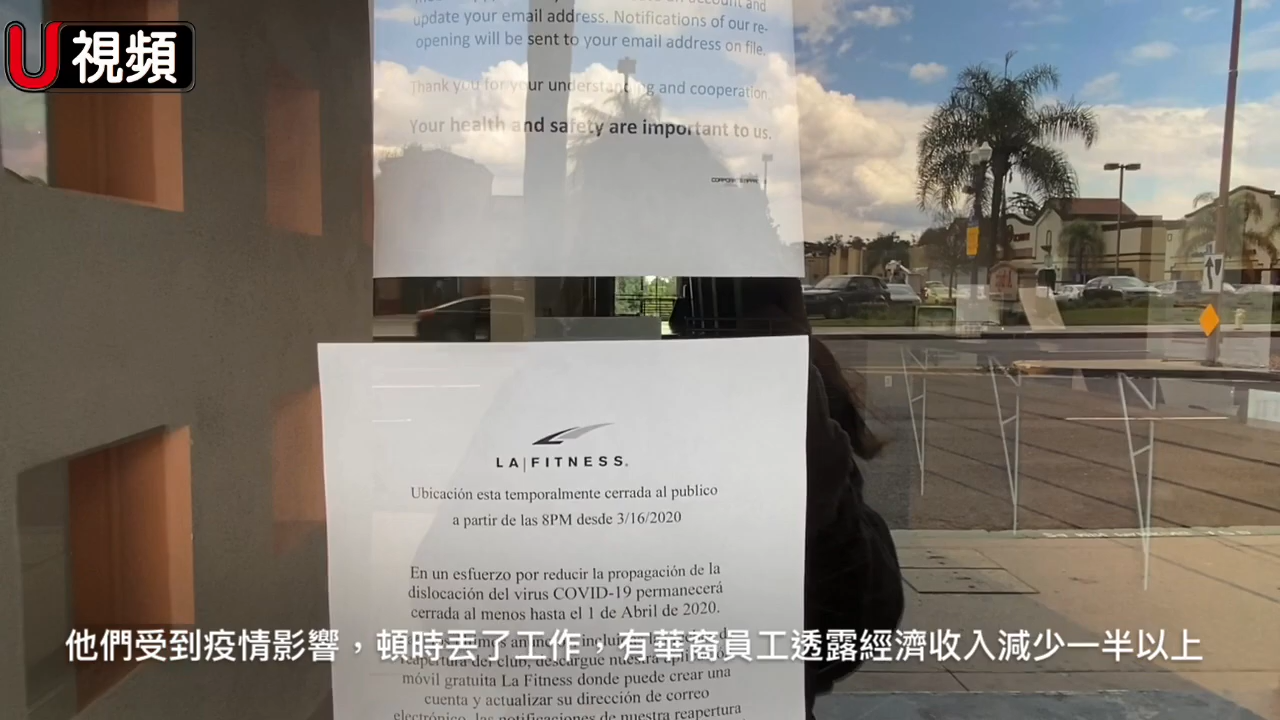 U視頻
update your email address. Notifications of our re-
opening will be sent to your email address on file.
Thank you for your understanding and cooperation.
Your health and safety are important to us.
LA|FITNESS.
Ubicación esta temporalmente cerrada al publico
a partir de las 8PM desde 3/16/2020
En un esfuerzo por reducir la propagación de la
dislocación del virus COVID-19 permanecerá
cerrada al menos hasta el 1 de Abril de 2020.
他們受到疫情影響，頓時丟了工作，有華裔員工透露經濟收入減少一半以上
reapertura del club, descargue nuestra
móvil gratuita La Fitness donde puede crear una
cuenta y actualizar su dirección de correo
electrónico, las notificaciones de nuestra reapertura